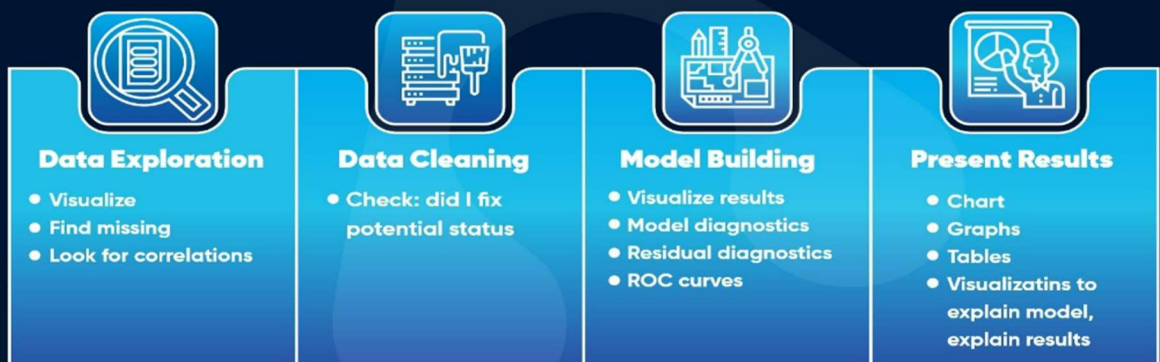 Data Exploration
• Visualize
• Find missing
• Look for correlations
Data Cleaning
• Check: did I fix
potential status
Model Building
• Visualize results
• Model diagnostics
• Residual diagnostics
• ROC curves
Present Results
• Chart
• Graphs
• Tables
• Visualizatins to
explain model,
explain results